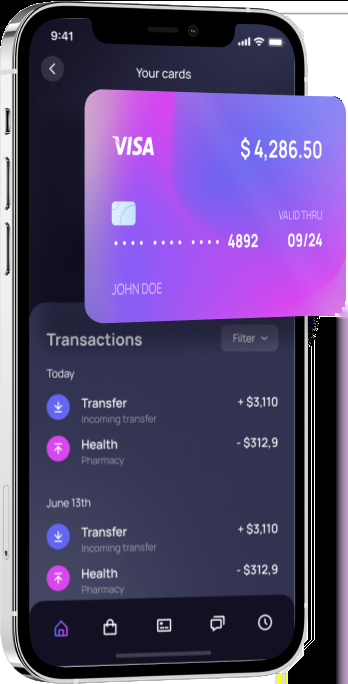 9:41
Your cards
VISA
$ 4,286.50
VALID THRU
•••• •••• •••• 4892 09/24
JOHN DOE
Transactions
Filter
Today
Transfer + $3,110
Incoming transfer
Health - $312,9
Pharmacy
June 13th
Transfer + $3,110
Incoming transfer
Health - $312,9
Pharmacy